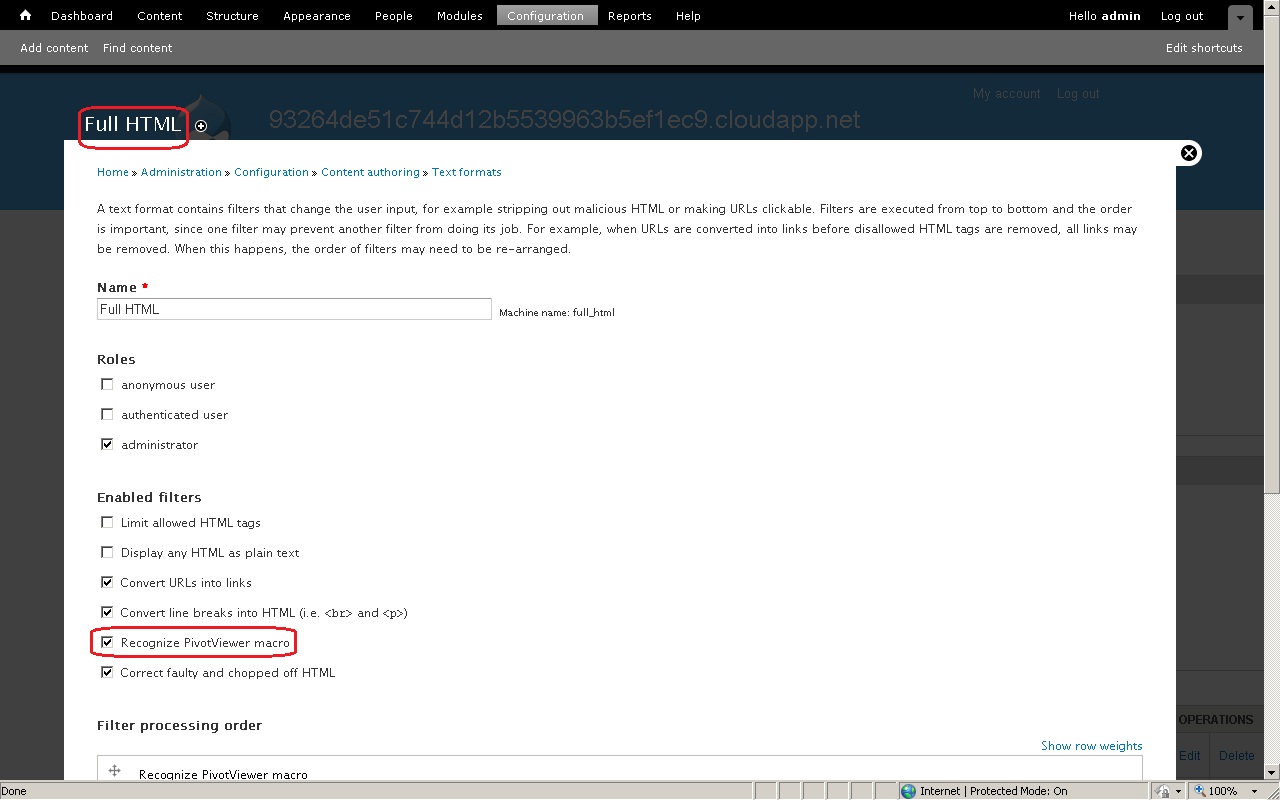 Dashboard Content Structure Appearance People Modules Configuration Reports Help Hello admin Log out
Add content Find content Edit shortcuts
My account Log out
Full HTML 93264de51c744d12b5539963b5ef1ec9.cloudapp.net
Home » Administration » Configuration » Content authoring » Text formats
A text format contains filters that change the user input, for example stripping out malicious HTML or making URLs clickable. Filters are executed from top to bottom and the order
is important, since one filter may prevent another filter from doing its job. For example, when URLs are converted into links before disallowed HTML tags are removed, all links may
be removed. When this happens, the order of filters may need to be re-arranged.
Name *
Full HTML Machine name: full_html
Roles
anonymous user
authenticated user
administrator
Enabled filters
Limit allowed HTML tags
Display any HTML as plain text
Convert URLs into links
Convert line breaks into HTML (i.e. <br> and <p>)
Recognize PivotViewer macro
Correct faulty and chopped off HTML
Filter processing order
OPERATIONS
Show row weights
Edit Delete
Recognize PivotViewer macro
Done Internet | Protected Mode: On 100%